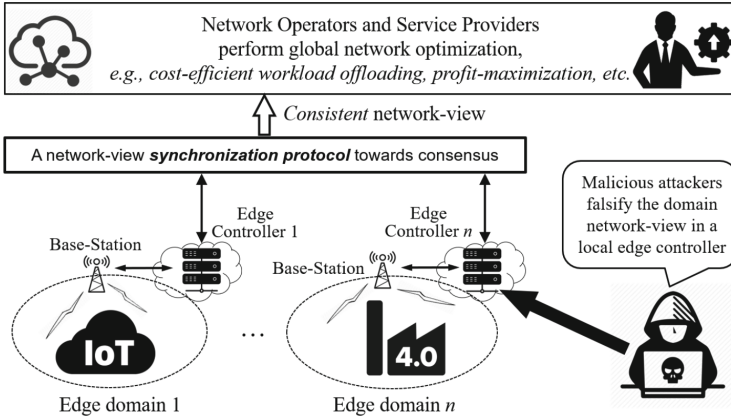 Network Operators and Service Providers
perform global network optimization,
e.g., cost-efficient workload offloading, profit-maximization, etc.
Consistent network-view
A network-view synchronization protocol towards consensus
Malicious attackers
falsify the domain
network-view in a
local edge controller
Edge
Controller 1
Base-Station
Edge
Controller n
Base-Station
IoT
...
4.0
Edge domain 1
Edge domain n